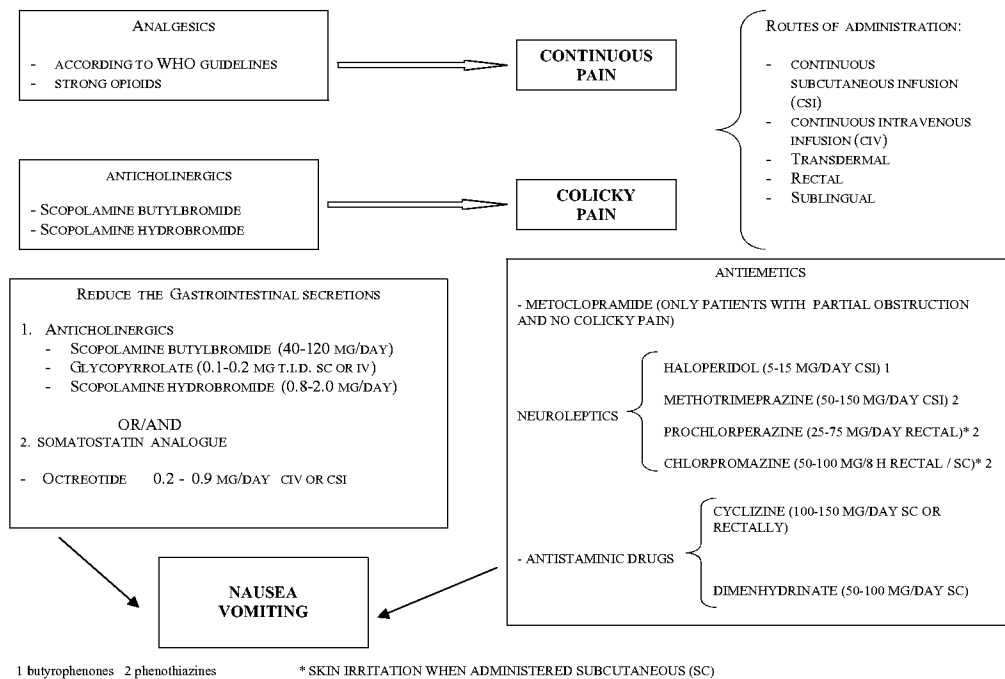 ANALGESICS
- ACCORDING TO WHO GUIDELINES
- STRONG OPIOIDS
CONTINUOUS
PAIN
ROUTES OF ADMINISTRATION:
- CONTINUOUS
SUBCUTANEOUS INFUSION
(CSI)
- CONTINUOUS INTRAVENOUS
INFUSION (CIV)
- TRANSDERMAL
- RECTAL
- SUBLINGUAL
ANTICHOLINERGICS
- SCOPOLAMINE BUTYLBROMIDE
- SCOPOLAMINE HYDROBROMIDE
COLICKY
PAIN
REDUCE THE GASTROINTESTINAL SECRETIONS
1. ANTICHOLINERGICS
- SCOPOLAMINE BUTYLBROMIDE (40-120 MG/DAY)
- GLYCOPYRROLATE (0.1-0.2 MG T.I.D. SC OR IV)
- SCOPOLAMINE HYDROBROMIDE (0.8-2.0 MG/DAY)
OR/AND
2. SOMATOSTATIN ANALOGUE
- OCTREOTIDE 0.2 - 0.9 MG/DAY CIV OR CSI
ANTIEMETICS
- METOCLOPRAMIDE (ONLY PATIENTS WITH PARTIAL OBSTRUCTION
AND NO COLICKY PAIN)
NEUROLEPTICS
HALOPERIDOL (5-15 MG/DAY CSI) 1
METHOTRIMEPRAZINE (50-150 MG/DAY CSI) 2
PROCHLORPERAZINE (25-75 MG/DAY RECTAL)* 2
CHLORPROMAZINE (50-100 MG/8 H RECTAL / SC)* 2
- ANTISTAMINIC DRUGS
CYCLIZINE (100-150 MG/DAY SC OR
RECTALLY)
DIMENHYDRINATE (50-100 MG/DAY SC)
NAUSEA
VOMITING
1 butyrophenones 2 phenothiazines * SKIN IRRITATION WHEN ADMINISTERED SUBCUTANEOUS (SC)